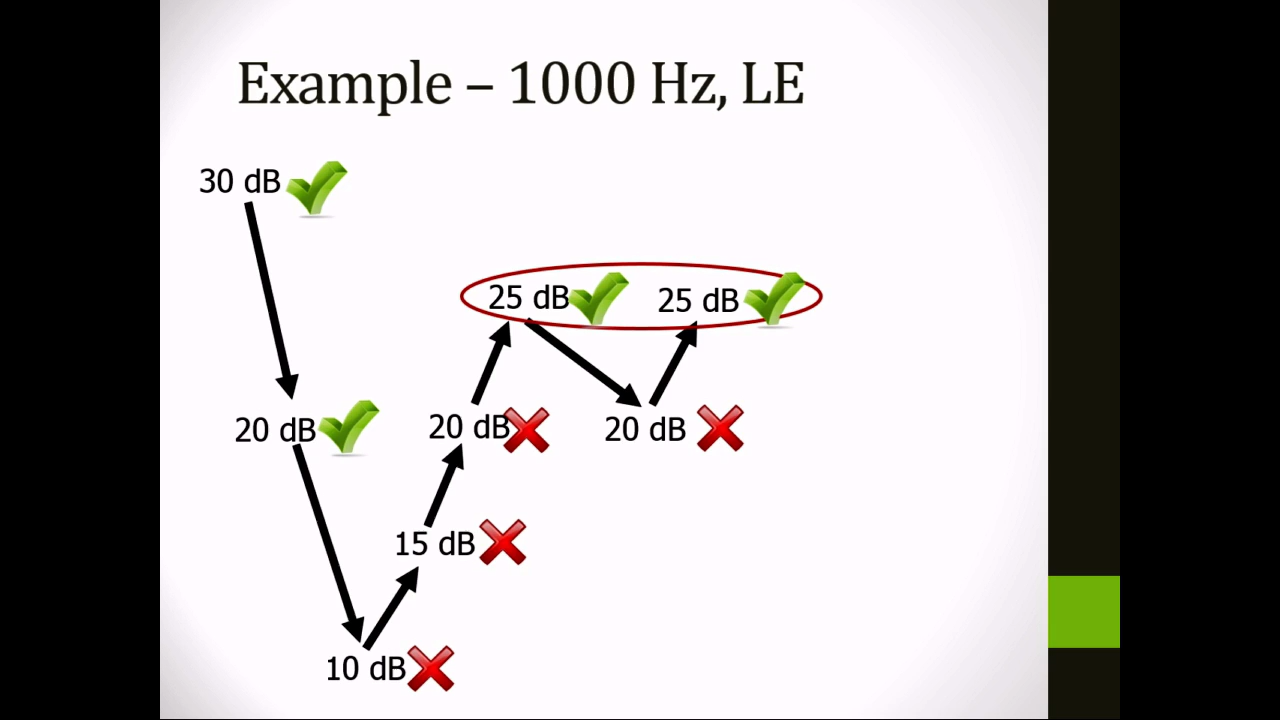 Example – 1000 Hz, LE
30 dB
25 dB 25 dB
20 dB 20 dB 20 dB
15 dB
10 dB